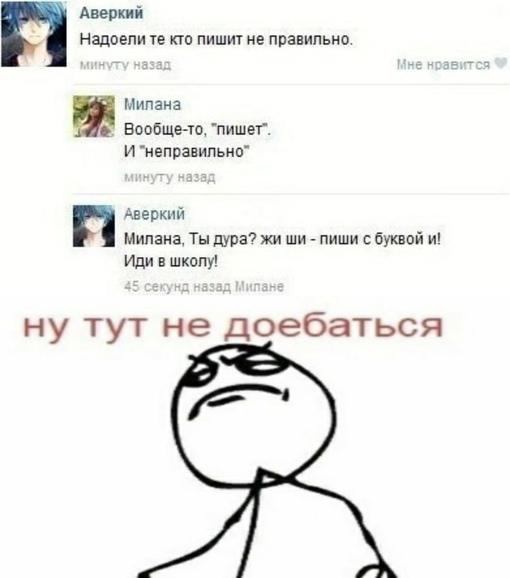 Аверкий
Надоели те кто пишит не правильно.
минуту назад
Мне нравится
Милана
Вообще-то, "пишет".
И "неправильно"
минуту назад
Аверкий
Милана, Ты дура? жи ши - пиши с буквой и!
Иди в школу!
45 секунд назад Милане
ну тут не доебаться